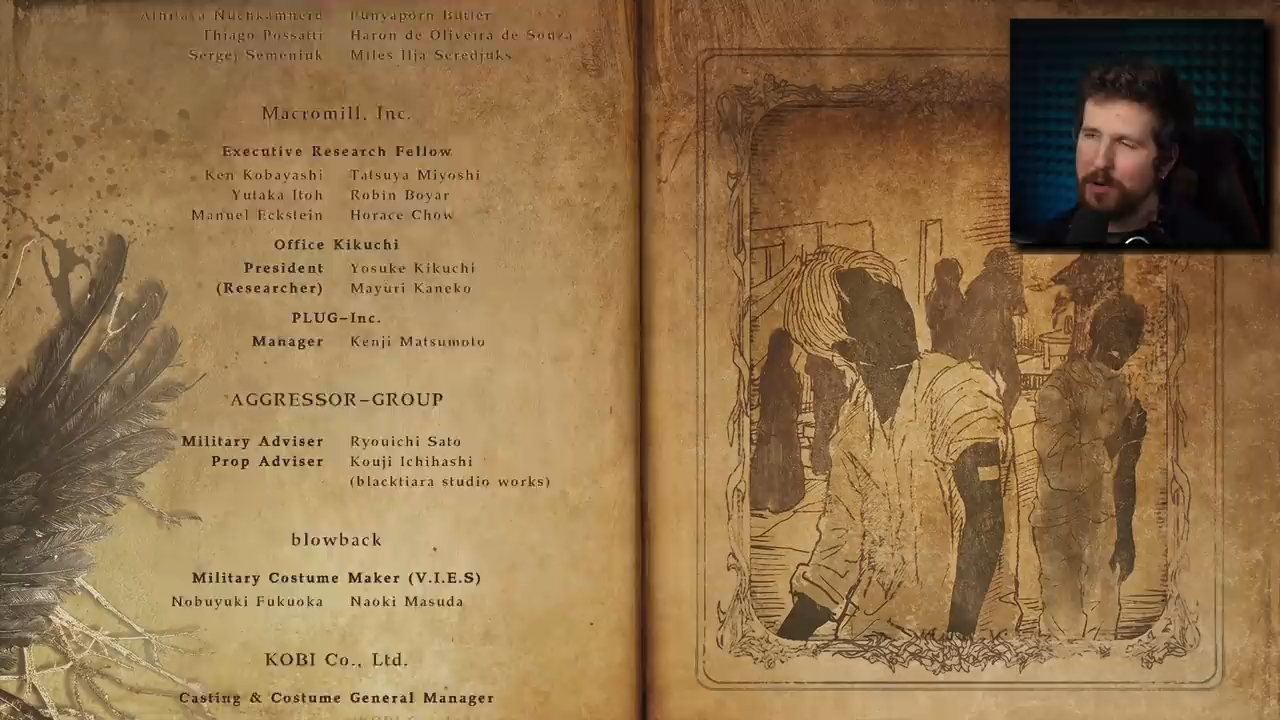 Punyaporn Butler
Thiago Possatti Haron de Oliveira de Souza
Sergej Semeniuk Miles Ilja Seredjuks
Macromill, Inc.
Executive Research Fellow
Ken Kobayashi Tatsuya Miyoshi
Yutaka Itoh Robin Boyar
Manuel Eckstein Horace Chow
Office Kikuchi
President Yosuke Kikuchi
(Researcher) Mayuri Kaneko
PLUG-Inc.
Manager Kenji Matsumoto
AGGRESSOR-GROUP
Military Adviser Ryouichi Sato
Prop Adviser Kouji Ichihashi
(blacktiara studio works)
blowback
Military Costume Maker (V.I.E.S)
Nobuyuki Fukuoka Naoki Masuda
KOBI Co., Ltd.
Casting & Costume General Manager